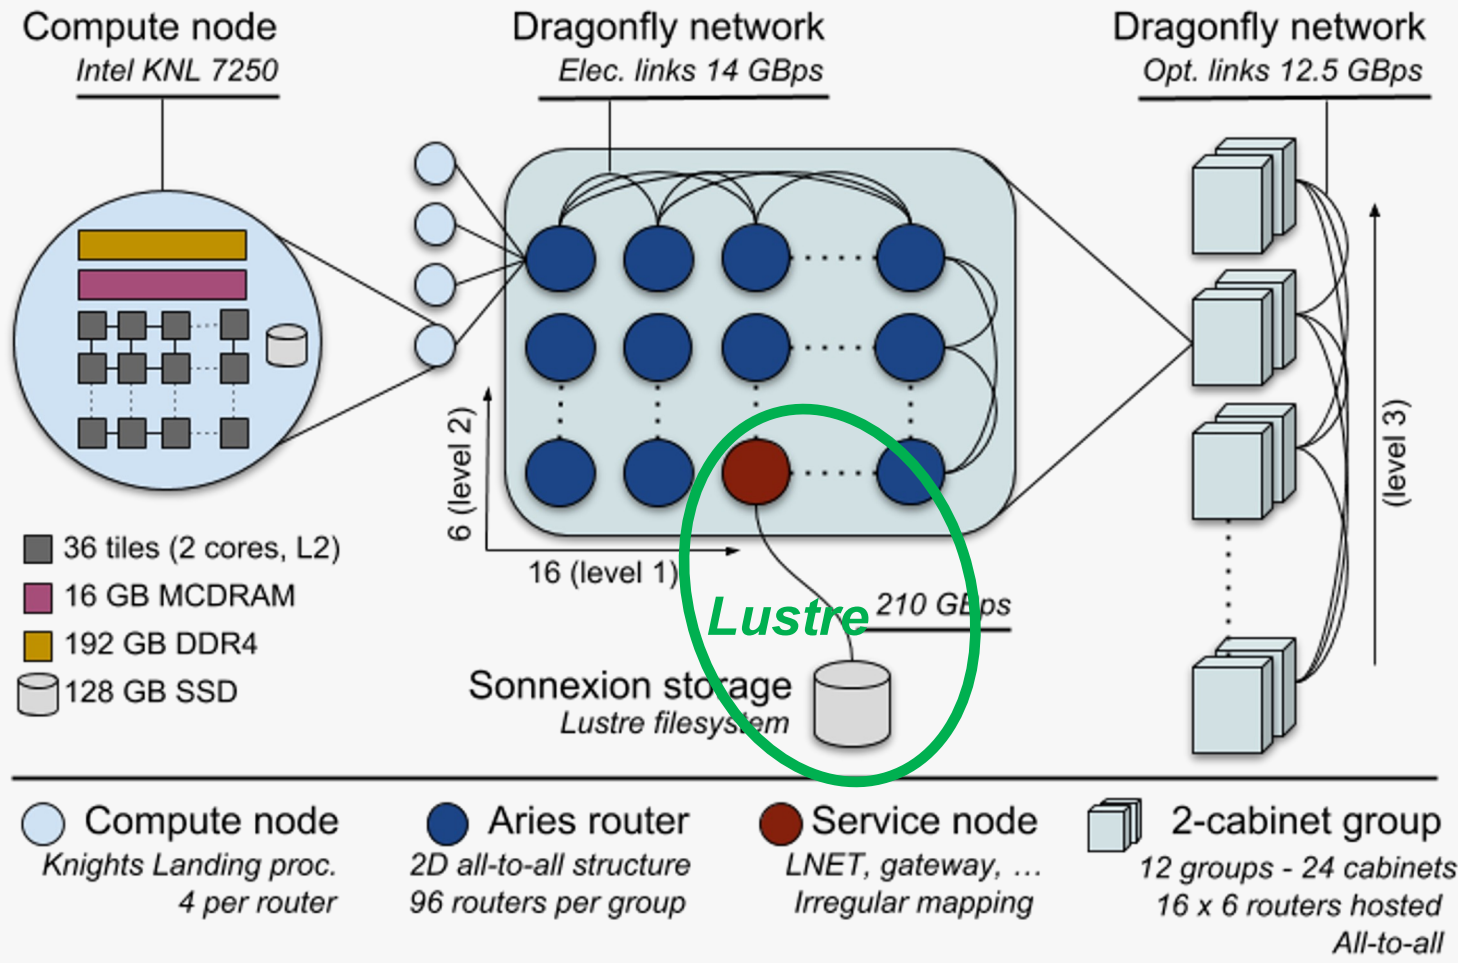 Compute node
Intel KNL 7250
Dragonfly network
Elec. links 14 GBps
Dragonfly network
Opt. links 12.5 GBps
6 (level 2)
16 (level 1)
(level 3)
36 tiles (2 cores, L2)
16 GB MCDRAM
192 GB DDR4
128 GB SSD
Lustre
210 GBps
Sonnexion storage
Lustre filesystem
Compute node
Knights Landing proc.
4 per router
Aries router
2D all-to-all structure
96 routers per group
Service node
LNET, gateway, …
Irregular mapping
2-cabinet group
12 groups - 24 cabinets
16 x 6 routers hosted
All-to-all